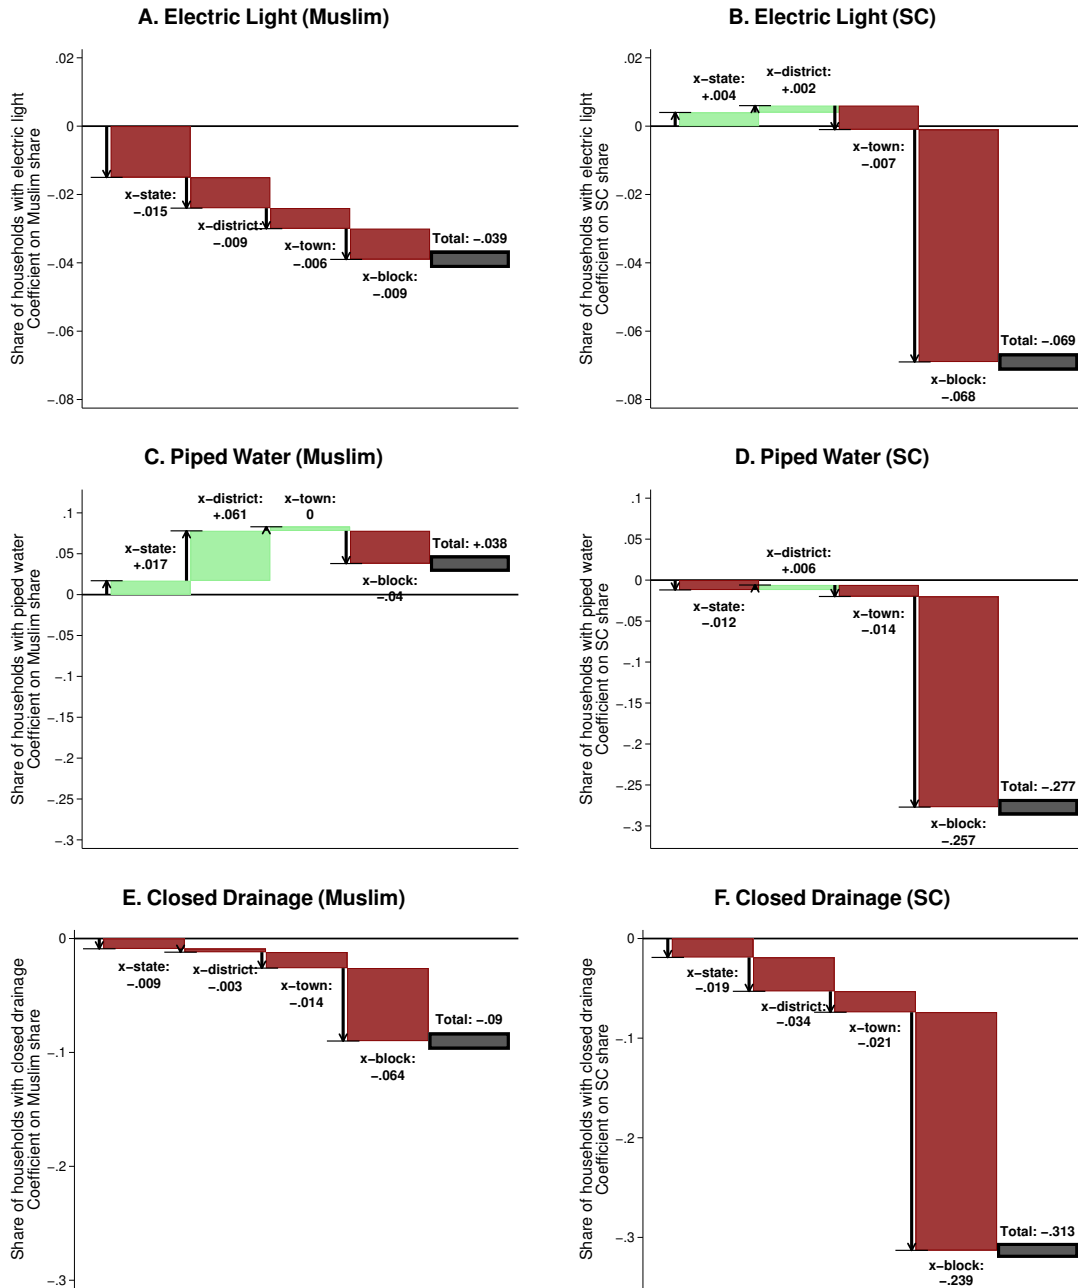 A. Electric Light (Muslim)
Share of households with electric light
Coefficient on Muslim share
.02
0
−.02
−.04
−.06
−.08
x−state:
−.015
x−district:
−.009
x−town:
−.006
x−block:
−.009
Total: −.039
B. Electric Light (SC)
Share of households with electric light
Coefficient on SC share
.02
0
−.02
−.04
−.06
−.08
x−state:
+.004
x−district:
+.002
x−town:
−.007
x−block:
−.068
Total: −.069
C. Piped Water (Muslim)
Share of households with piped water
Coefficient on Muslim share
.1
.05
0
−.05
−.1
−.15
−.2
−.25
−.3
x−state:
+.017
x−district:
+.061
x−town:
0
x−block:
−.04
Total: +.038
D. Piped Water (SC)
Share of households with piped water
Coefficient on SC share
.1
.05
0
−.05
−.1
−.15
−.2
−.25
−.3
x−state:
−.012
x−district:
+.006
x−town:
−.014
x−block:
−.257
Total: −.277
E. Closed Drainage (Muslim)
Share of households with closed drainage
Coefficient on Muslim share
0
−.1
−.2
−.3
x−state:
−.009
x−district:
−.003
x−town:
−.014
x−block:
−.064
Total: −.09
F. Closed Drainage (SC)
Share of households with closed drainage
Coefficient on SC share
0
−.1
−.2
−.3
x−state:
−.019
x−district:
−.034
x−town:
−.021
x−block:
−.239
Total: −.313